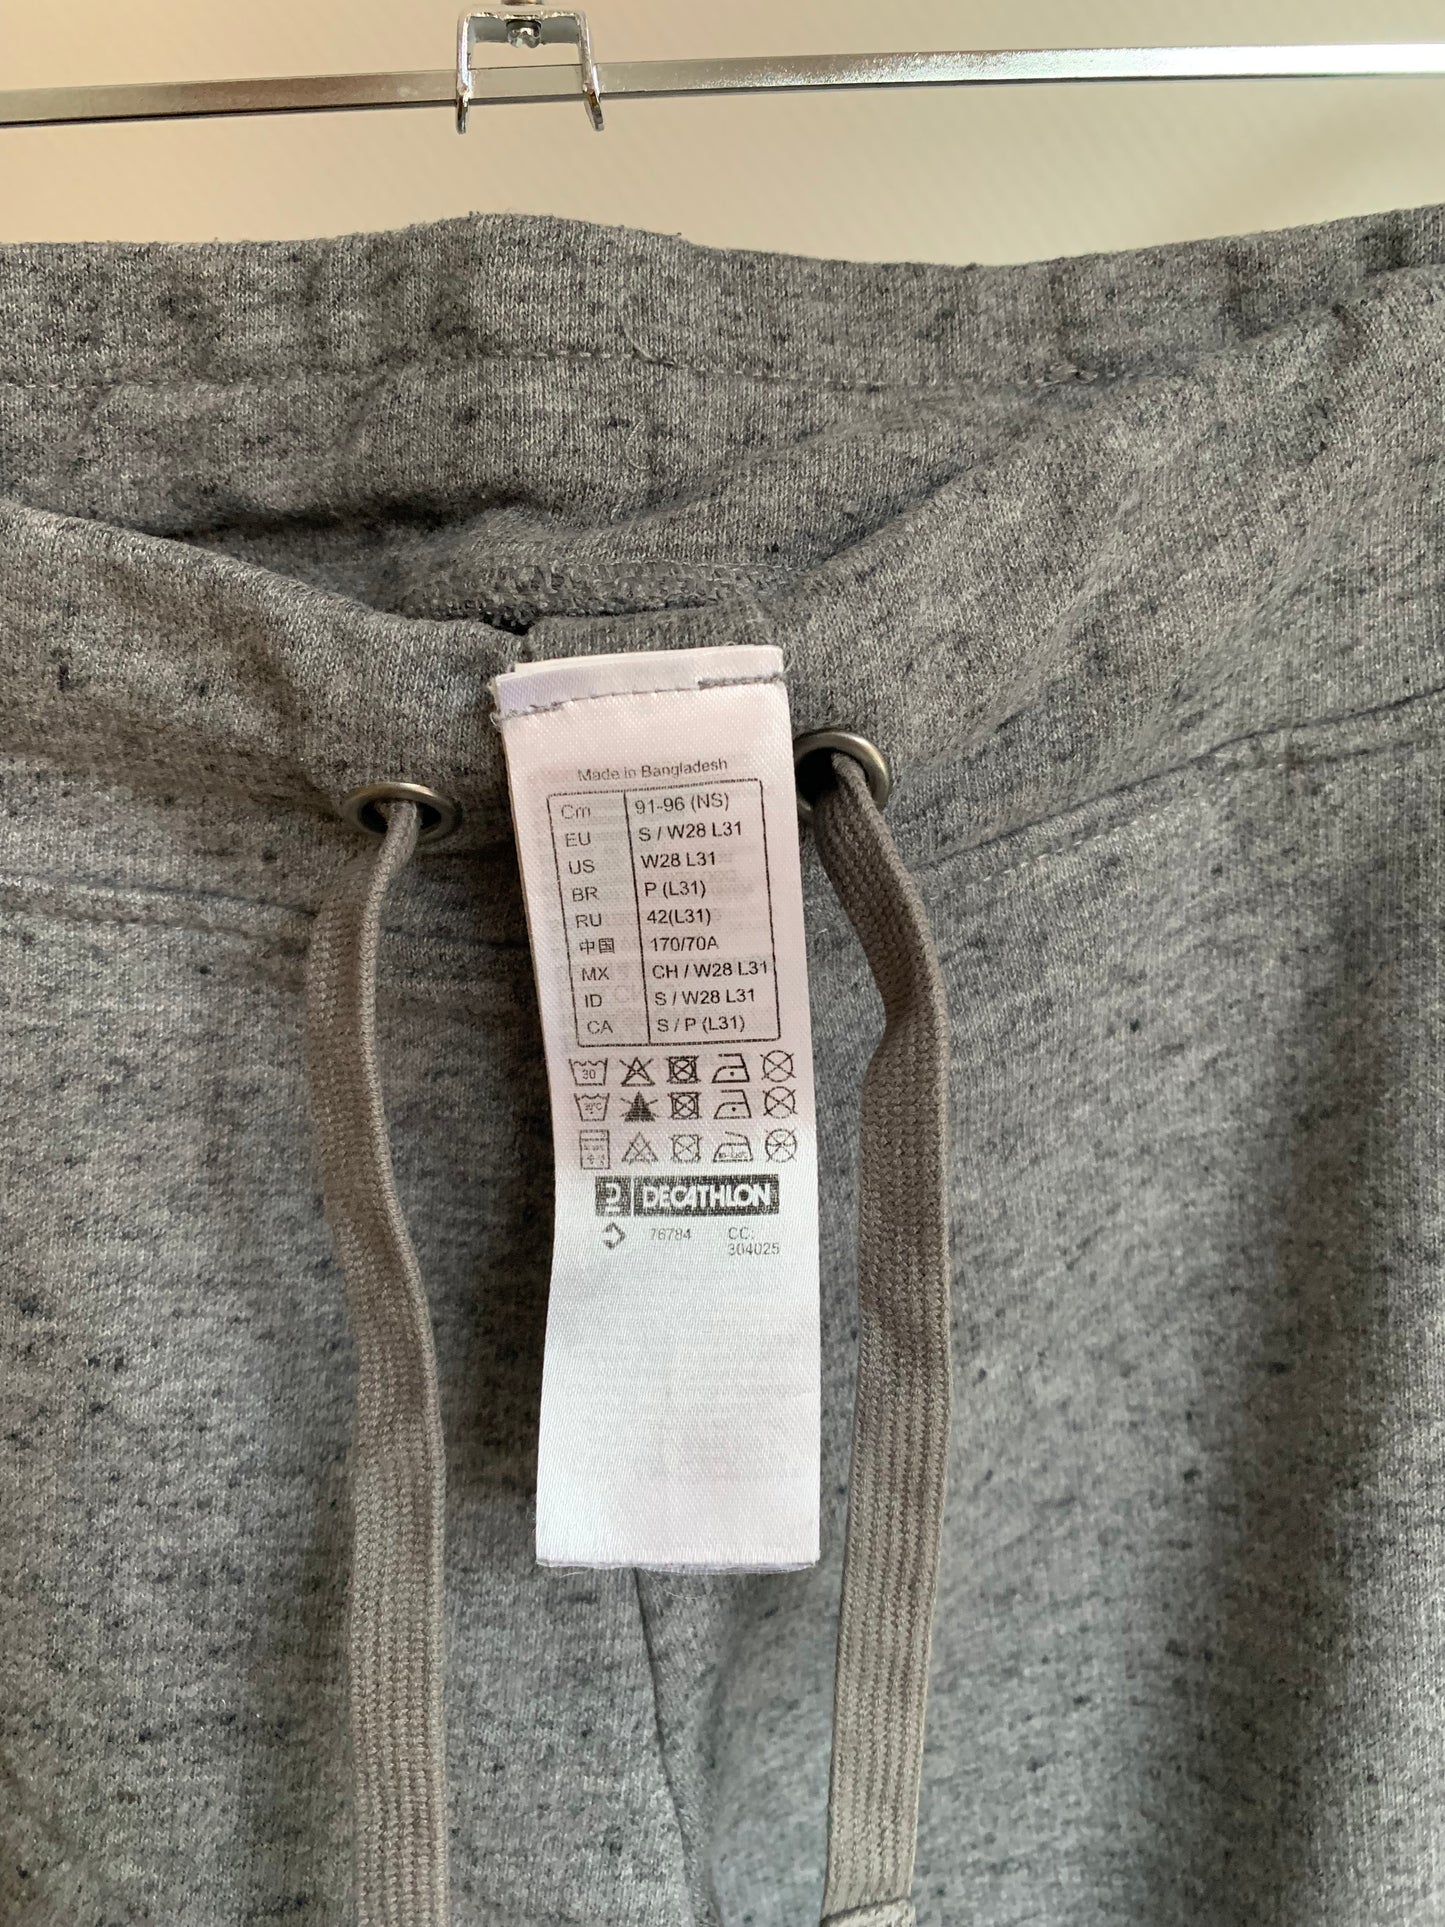 Made in Bangladesh
Cm 91-96 (NS)
EU S / W28 L31
US W28 L31
BR P (L31)
RU 42(L31)
中国 170/70A
MX CH / W28 L31
ID S / W28 L31
CA S / P (L31)
30
DECATHLON
76784 CC:
304025